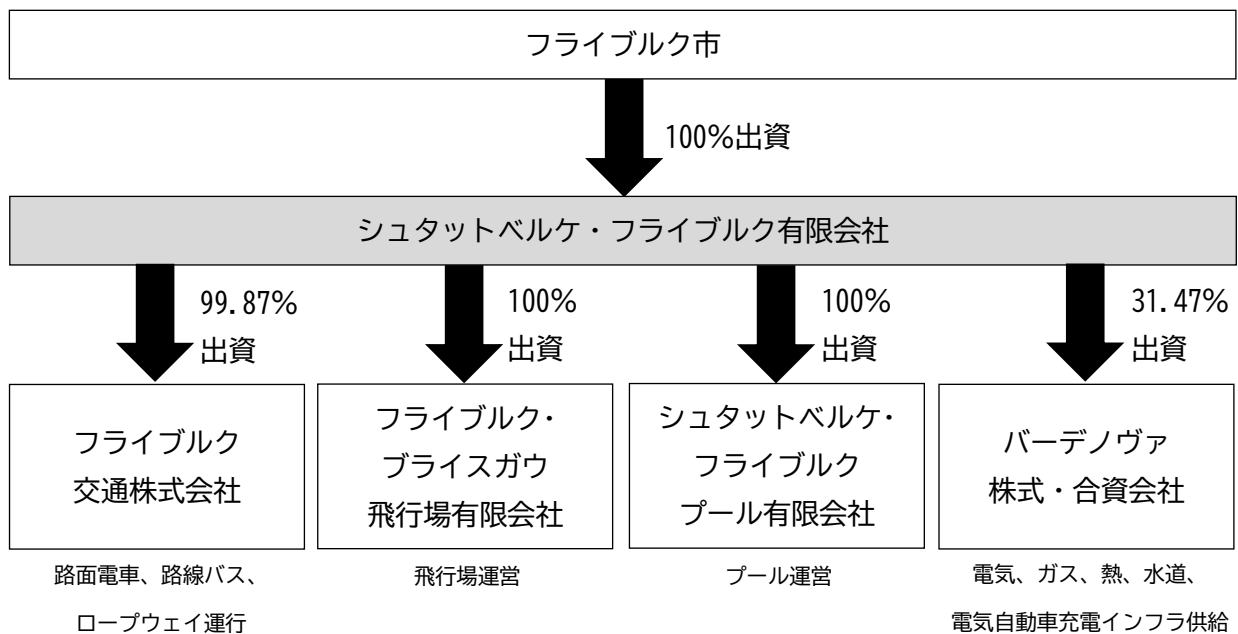 フライブルク市
100%出資
シュタットベルケ・フライブルク有限会社
99.87%
出資
100%
出資
100%
出資
31.47%
出資
フライブルク
交通株式会社
フライブルク・
ブライスガウ
飛行場有限会社
シュタットベルケ・
フライブルク
プール有限会社
バーデノヴァ
株式・合資会社
路面電車、路線バス、
ロープウェイ運行
飛行場運営
プール運営
電気、ガス、熱、水道、
電気自動車充電インフラ供給